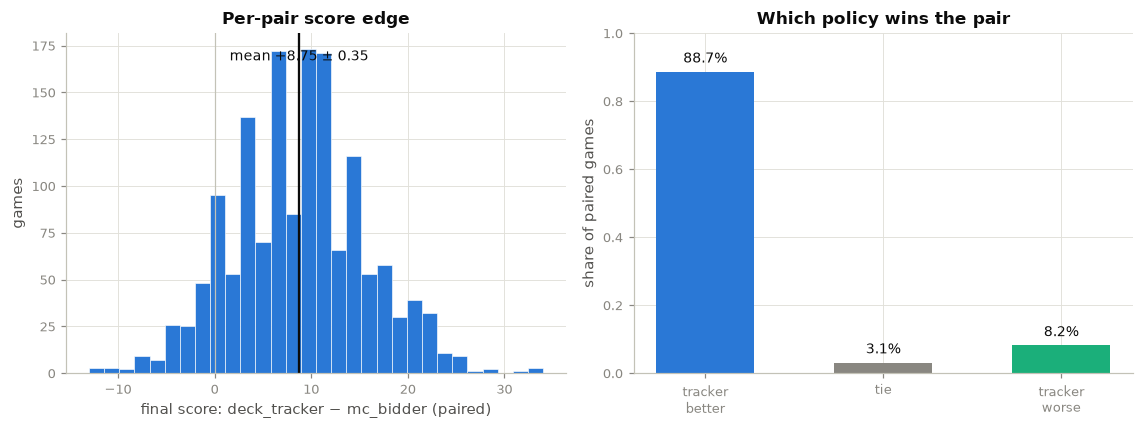 Per-pair score edge
mean +8.75 ± 0.35
175
150
125
100
75
50
25
0
games
−10
0
10
20
30
final score: deck_tracker − mc_bidder (paired)
Which policy wins the pair
1.0
0.8
0.6
0.4
0.2
0.0
share of paired games
88.7%
3.1%
8.2%
tracker
better
tie
tracker
worse